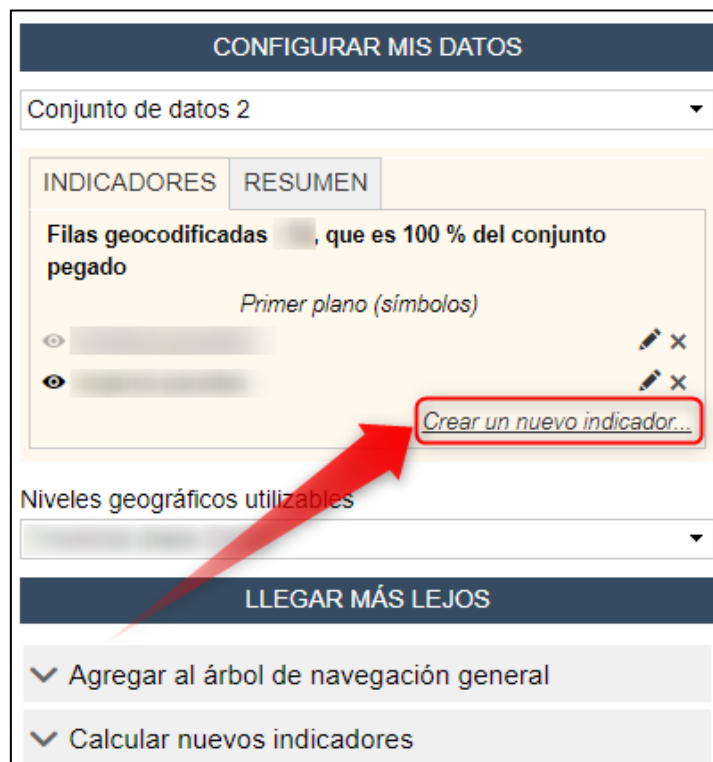 CONFIGURAR MIS DATOS
Conjunto de datos 2
INDICADORES RESUMEN
Filas geocodificadas , que es 100 % del conjunto
pegado
Primer plano (símbolos)
Crear un nuevo indicador...
Niveles geográficos utilizables
LLEGAR MÁS LEJOS
Agregar al árbol de navegación general
Calcular nuevos indicadores